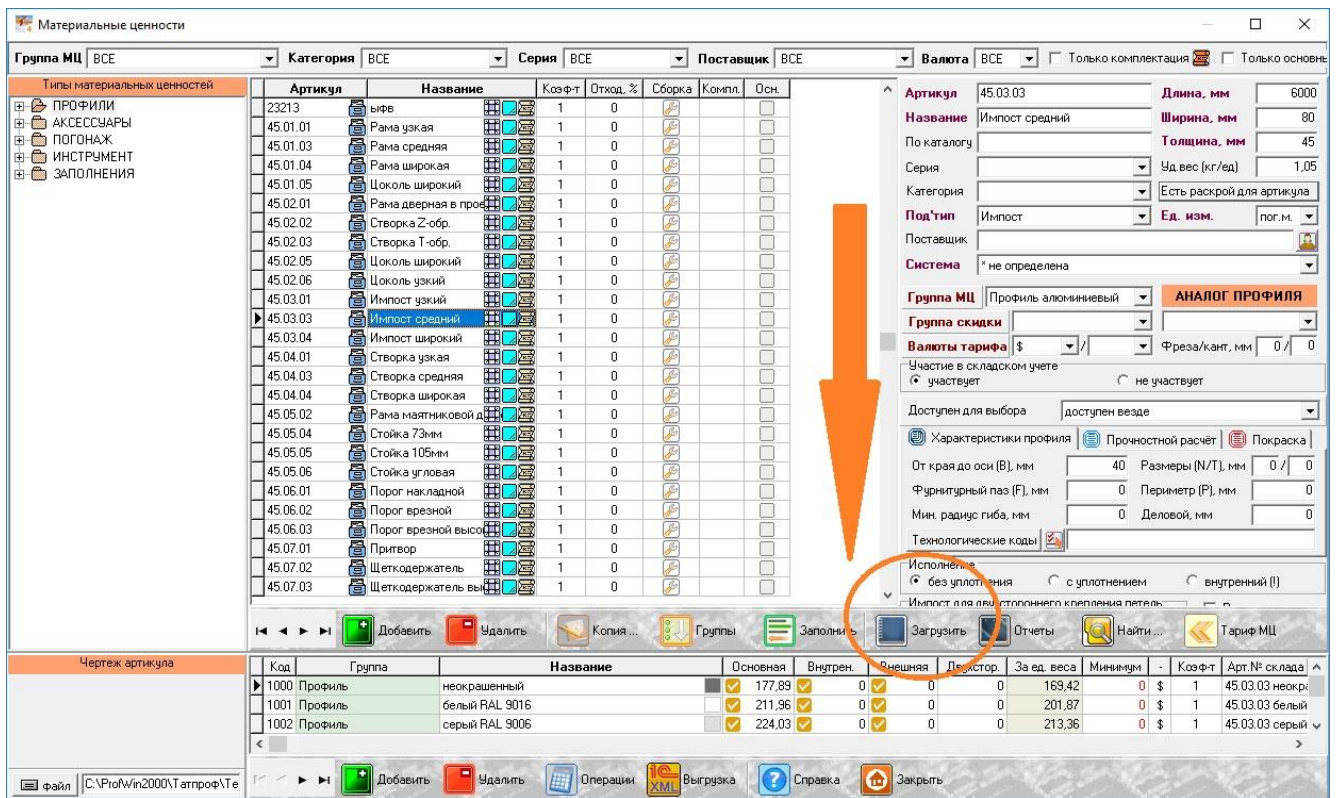 Материальные ценности
Группа МЦ ВСЕ Категория ВСЕ Серия ВСЕ Поставщик ВСЕ Валюта ВСЕ Только комплектация Только основнь
Типы материальных ценностей
ПРОФИЛИ
АКСЕССУАРЫ
ПОГОНАЖ
ИНСТРУМЕНТ
ЗАПОЛНЕНИЯ
Артикул Название Коэф-т Отход, % Сборка Компл. Осн.
23213 ыфв 1 0
45.01.01 Рама узкая 1 0
45.01.03 Рама средняя 1 0
45.01.04 Рама широкая 1 0
45.01.05 Цоколь широкий 1 0
45.02.01 Рама дверная в прое 1 0
45.02.02 Створка Z-обр. 1 0
45.02.03 Створка Т-обр. 1 0
45.02.05 Цоколь широкий 1 0
45.02.06 Цоколь узкий 1 0
45.03.01 Импост узкий 1 0
45.03.03 Импост средний 1 0
45.03.04 Импост широкий 1 0
45.04.01 Створка узкая 1 0
45.04.03 Створка средняя 1 0
45.04.04 Створка широкая 1 0
45.05.02 Рама маятниковой д 1 0
45.05.04 Стойка 73мм 1 0
45.05.05 Стойка 105мм 1 0
45.05.06 Стойка угловая 1 0
45.06.01 Порог накладной 1 0
45.06.02 Порог врезной 1 0
45.06.03 Порог врезной высо 1 0
45.07.01 Притвор 1 0
45.07.02 Щеткодержатель 1 0
45.07.03 Щеткодержатель вы 1 0
Артикул 45.03.03 Длина, мм 6000
Название Импост средний Ширина, мм 80
По каталогу Толщина, мм 45
Серия Уд.вес (кг/ед) 1,05
Категория Есть раскрой для артикула
Под'тип Импост Ед. изм. пог.м.
Поставщик
Система * не определена
Группа МЦ Профиль алюминиевый АНАЛОГ ПРОФИЛЯ
Группа скидки
Валюты тарифа $ / Фреза/кант, мм 0 / 0
Участие в складском учете
участвует не участвует
Доступен для выбора доступен везде
Характеристики профиля Прочностной расчёт Покраска
От края до оси (B), мм 40 Размеры (N/T), мм 0 / 0
Фурнитурный паз (F), мм 0 Периметр (P), мм 0
Мин. радиус гиба, мм 0 Деловой, мм 0
Технологические коды
Исполнение
без уплотнения с уплотнением внутренний (!)
Импост для двустороннего крепления петель
Добавить Удалить Копия ... Группы Заполнить Загрузить Отчеты Найти ... Тариф МЦ
Чертеж артикула
Код Группа Название Основная Внутрен. Внешняя Двухстор. За ед. веса Минимум - Коэф-т Арт.№ склада
1000 Профиль неокрашенный 177,89 0 0 0 169,42 0 $ 1 45.03.03 неокра
1001 Профиль белый RAL 9016 211,96 0 0 0 201,87 0 $ 1 45.03.03 белый
1002 Профиль серый RAL 9006 224,03 0 0 0 213,36 0 $ 1 45.03.03 серый
файл C:\ProfWin2000\Татпроф\Те
Добавить Удалить Операции 1C XML Выгрузка Справка Закрыть